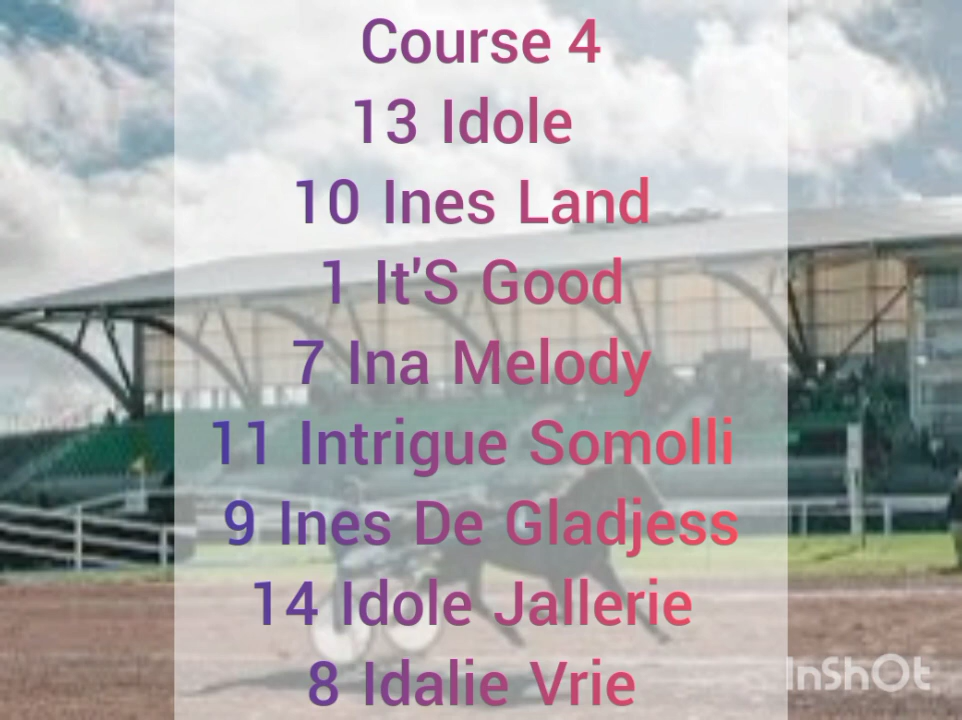 Course 4
13 Idole
10 Ines Land
1 It'S Good
7 Ina Melody
11 Intrigue Somolli
9 Ines De Gladjess
14 Idole Jallerie
8 Idalie Vrie
InShOt